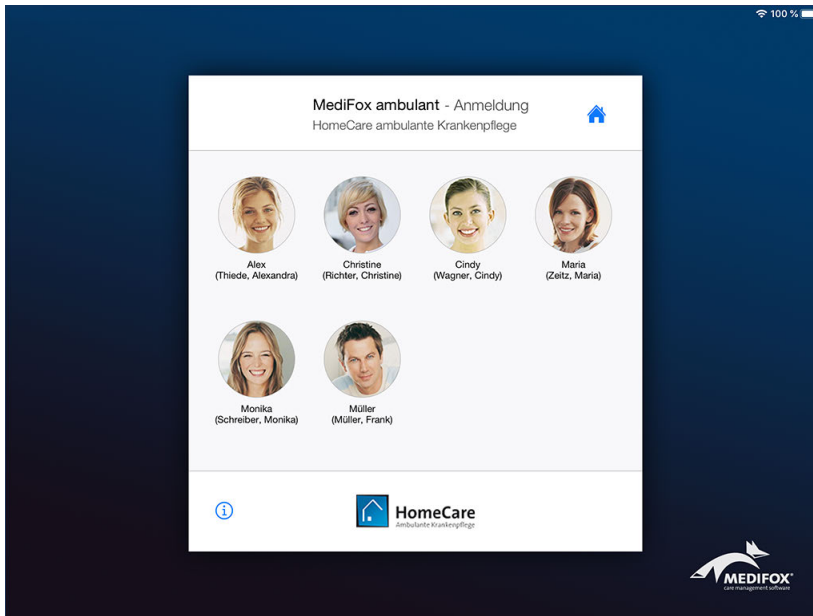 100 %
MediFox ambulant - Anmeldung
HomeCare ambulante Krankenpflege
Alex
(Thiede, Alexandra)
Christine
(Richter, Christine)
Cindy
(Wagner, Cindy)
Maria
(Zeitz, Maria)
Monika
(Schreiber, Monika)
Müller
(Müller, Frank)
HomeCare
Ambulante Krankenpflege
MEDIFOX®
care management software